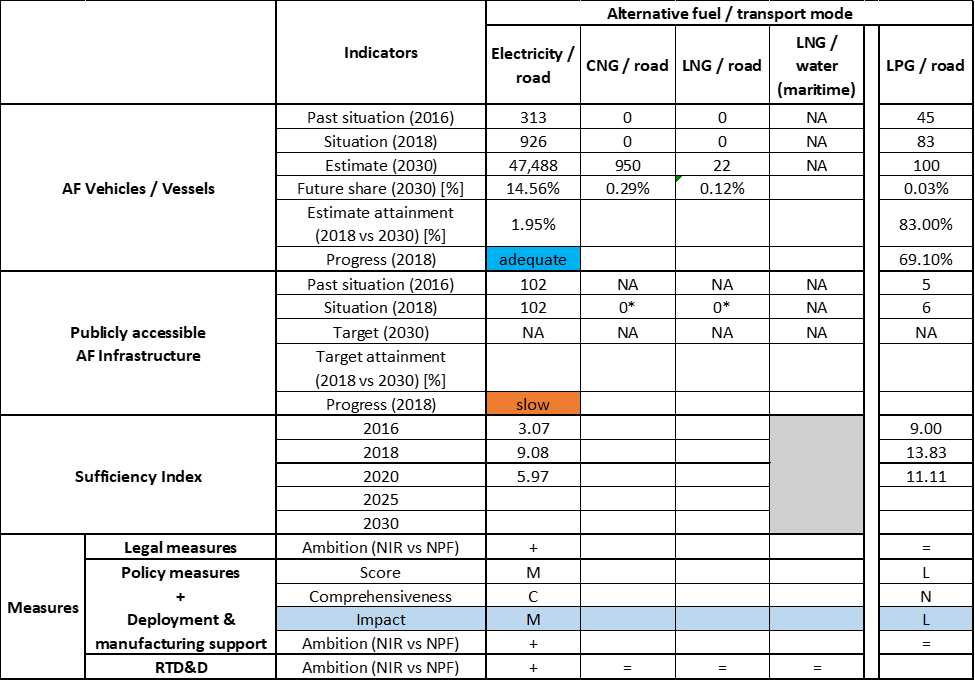 Alternative fuel / transport mode
Indicators
Electricity / road
CNG / road
LNG / road
LNG / water (maritime)
LPG / road
AF Vehicles / Vessels
Past situation (2016) 313 0 0 NA 45
Situation (2018) 926 0 0 NA 83
Estimate (2030) 47,488 950 22 NA 100
Future share (2030) [%] 14.56% 0.29% 0.12% 0.03%
Estimate attainment
(2018 vs 2030) [%] 1.95% 83.00%
Progress (2018) adequate 69.10%
Publicly accessible
AF Infrastructure
Past situation (2016) 102 NA NA NA 5
Situation (2018) 102 0* 0* NA 6
Target (2030) NA NA NA NA NA
Target attainment
(2018 vs 2030) [%]
Progress (2018) slow
Sufficiency Index
2016 3.07 9.00
2018 9.08 13.83
2020 5.97 11.11
2025
2030
Measures
Legal measures Ambition (NIR vs NPF) + =
Policy measures
+
Deployment &
manufacturing support
Score M L
Comprehensiveness C N
Impact M L
Ambition (NIR vs NPF) + =
RTD&D Ambition (NIR vs NPF) + = = =